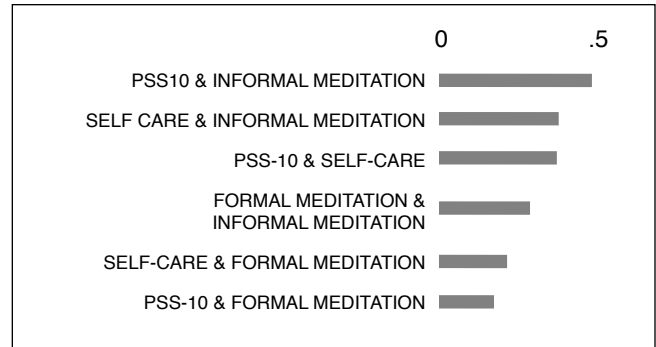 0 .5
PSS10 & INFORMAL MEDITATION
SELF CARE & INFORMAL MEDITATION
PSS-10 & SELF-CARE
FORMAL MEDITATION &
INFORMAL MEDITATION
SELF-CARE & FORMAL MEDITATION
PSS-10 & FORMAL MEDITATION